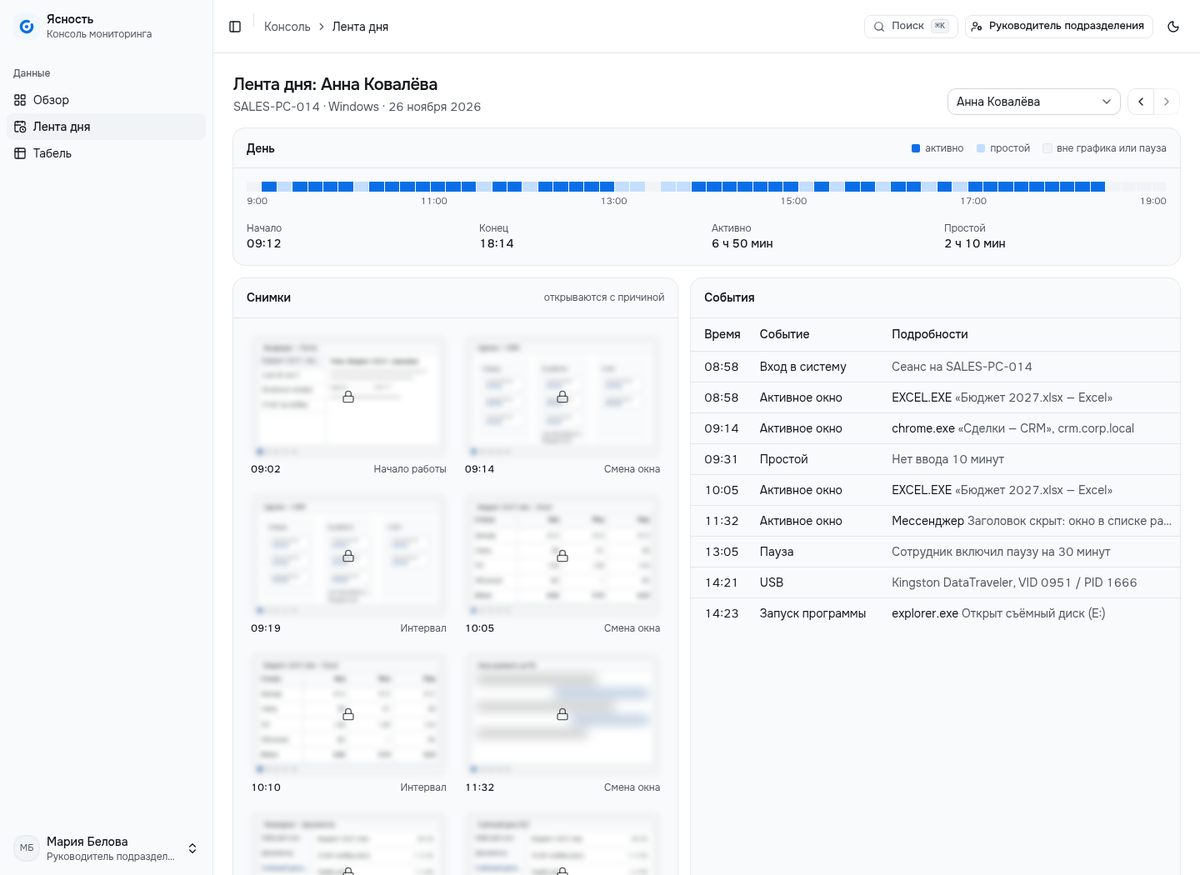 Ясность
Консоль мониторинга
Данные
Обзор
Лента дня
Табель
МБ
Мария Белова
Руководитель подраздел...
Консоль > Лента дня
Поиск ⌘K
Руководитель подразделения
Лента дня: Анна Ковалёва
SALES-PC-014 · Windows · 26 ноября 2026
Анна Ковалёва
День
активно простой вне графика или пауза
9:00 11:00 13:00 15:00 17:00 19:00
Начало Конец Активно Простой
09:12 18:14 6 ч 50 мин 2 ч 10 мин
Снимки открываются с причиной
09:02 Начало работы 09:14 Смена окна
09:19 Интервал 10:05 Смена окна
10:10 Интервал 11:32 Смена окна
События
Время Событие Подробности
08:58 Вход в систему Сеанс на SALES-PC-014
08:58 Активное окно EXCEL.EXE «Бюджет 2027.xlsx — Excel»
09:14 Активное окно chrome.exe «Сделки — CRM», crm.corp.local
09:31 Простой Нет ввода 10 минут
10:05 Активное окно EXCEL.EXE «Бюджет 2027.xlsx — Excel»
11:32 Активное окно Мессенджер Заголовок скрыт: окно в списке ра...
13:05 Пауза Сотрудник включил паузу на 30 минут
14:21 USB Kingston DataTraveler, VID 0951 / PID 1666
14:23 Запуск программы explorer.exe Открыт съёмный диск (E:)